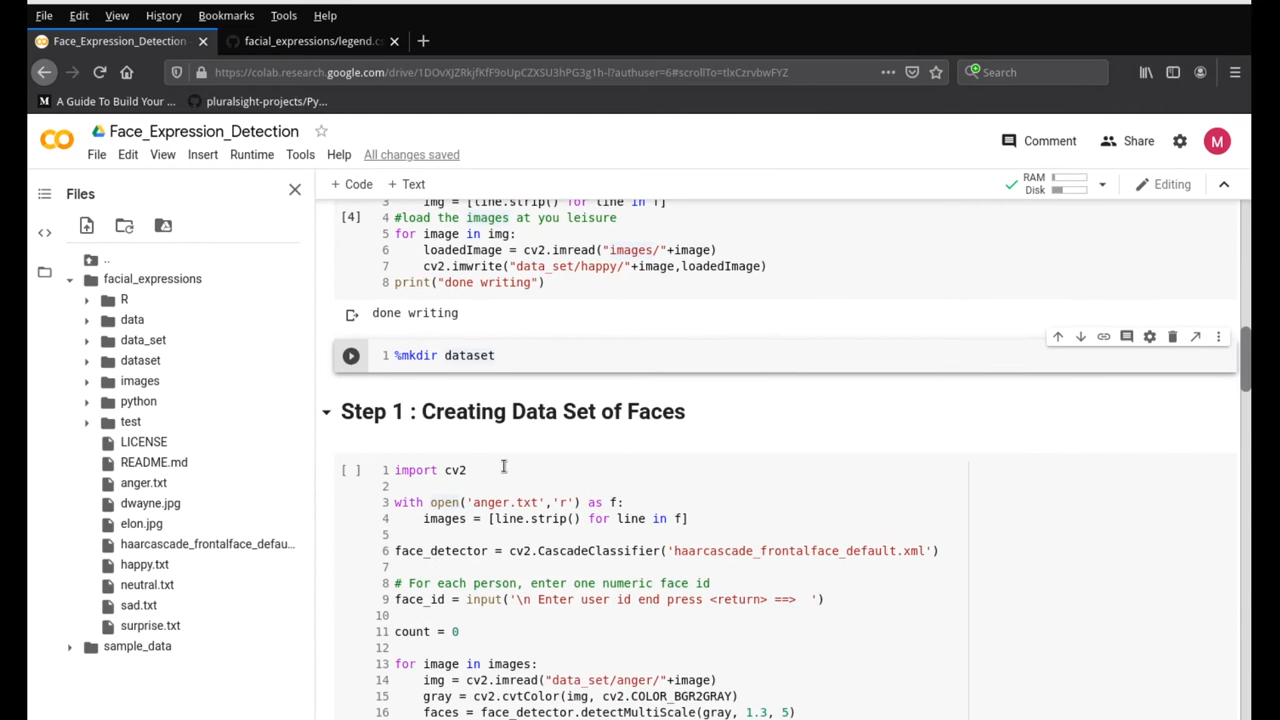 File Edit View History Bookmarks Tools Help
Face_Expression_Detection
facial_expressions/legend.cs
https://colab.research.google.com/drive/1DOvXJZRkjfKfF9oUpCZXSU3hPG3g1h-l?authuser=6#scrollTo=tlxCzrvbwFYZ
Search
M A Guide To Build Your ...
pluralsight-projects/Py...
Face_Expression_Detection
Comment Share M
File Edit View Insert Runtime Tools Help All changes saved
Files
+ Code + Text
RAM
Disk
Editing
..
facial_expressions
R
data
data_set
dataset
images
python
test
LICENSE
README.md
anger.txt
dwayne.jpg
elon.jpg
haarcascade_frontalface_defau...
happy.txt
neutral.txt
sad.txt
surprise.txt
sample_data
3 img = [line.strip() for line in f]
[4] 4 #load the images at you leisure
5 for image in img:
6 loadedImage = cv2.imread("images/"+image)
7 cv2.imwrite("data_set/happy/"+image,loadedImage)
8 print("done writing")
done writing
1 %mkdir dataset
Step 1 : Creating Data Set of Faces
[ ] 1 import cv2
2
3 with open('anger.txt','r') as f:
4 images = [line.strip() for line in f]
5
6 face_detector = cv2.CascadeClassifier('haarcascade_frontalface_default.xml')
7
8 # For each person, enter one numeric face id
9 face_id = input('\n Enter user id end press <return> ==>  ')
10
11 count = 0
12
13 for image in images:
14 img = cv2.imread("data_set/anger/"+image)
15 gray = cv2.cvtColor(img, cv2.COLOR_BGR2GRAY)
16 faces = face_detector.detectMultiScale(gray, 1.3, 5)